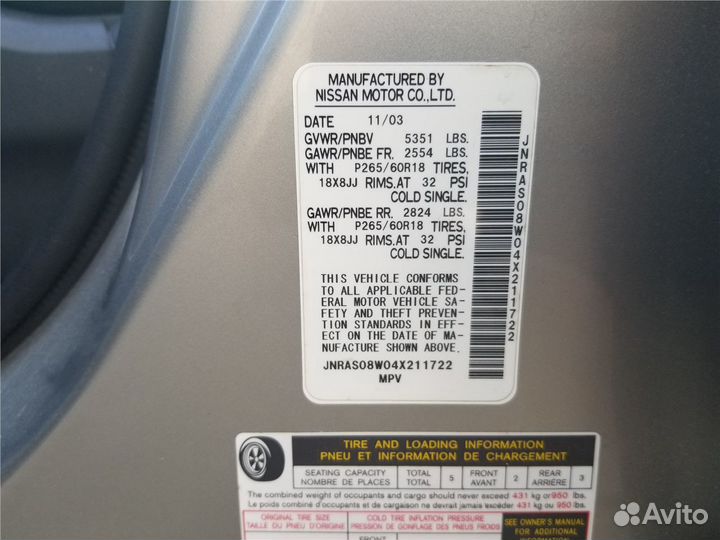 MANUFACTURED BY
NISSAN MOTOR CO.,LTD.
DATE 11/03
GVWR/PNBV 5351 LBS.
GAWR/PNBE FR. 2554 LBS.
WITH P265/60R18 TIRES,
18X8JJ RIMS,AT 32 PSI
COLD SINGLE.
GAWR/PNBE RR. 2824 LBS.
WITH P265/60R18 TIRES,
18X8JJ RIMS,AT 32 PSI
COLD SINGLE.
THIS VEHICLE CONFORMS
TO ALL APPLICABLE FED-
ERAL MOTOR VEHICLE SA-
FETY AND THEFT PREVEN-
TION STANDARDS IN EFF-
ECT ON THE DATE OF MA-
NUFACTURE SHOWN ABOVE.
JNRAS08W04X211722
MPV
JNRAS08W04X211722
TIRE AND LOADING INFORMATION
PNEU ET INFORMATION DE CHARGEMENT
SEATING CAPACITY TOTAL 5 FRONT 2 REAR 3
NOMBRE DE PLACES TOTAL AVANT ARRIÈRE
The combined weight of occupants and cargo should never exceed 431 kg or 950 lbs.
Le poids combiné des occupants et du chargement ne devrait jamais excéder 431 kg ou 950 lb.
ORIGINAL TIRE SIZE COLD TIRE INFLATION PRESSURE
TAILLE DU PNEU D'ORIGINE PRESSION DE GONFLAGE DES PNEUS FROIDS
SEE OWNER'S
MANUAL FOR
ADDITIONAL
Avito